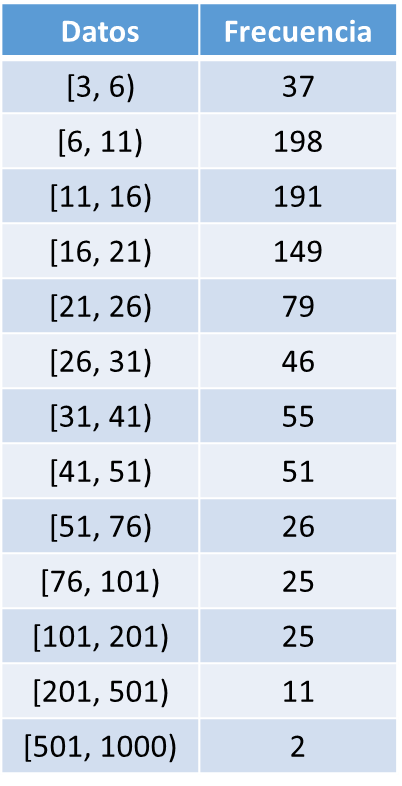 Datos Frecuencia
[3, 6) 37
[6, 11) 198
[11, 16) 191
[16, 21) 149
[21, 26) 79
[26, 31) 46
[31, 41) 55
[41, 51) 51
[51, 76) 26
[76, 101) 25
[101, 201) 25
[201, 501) 11
[501, 1000) 2